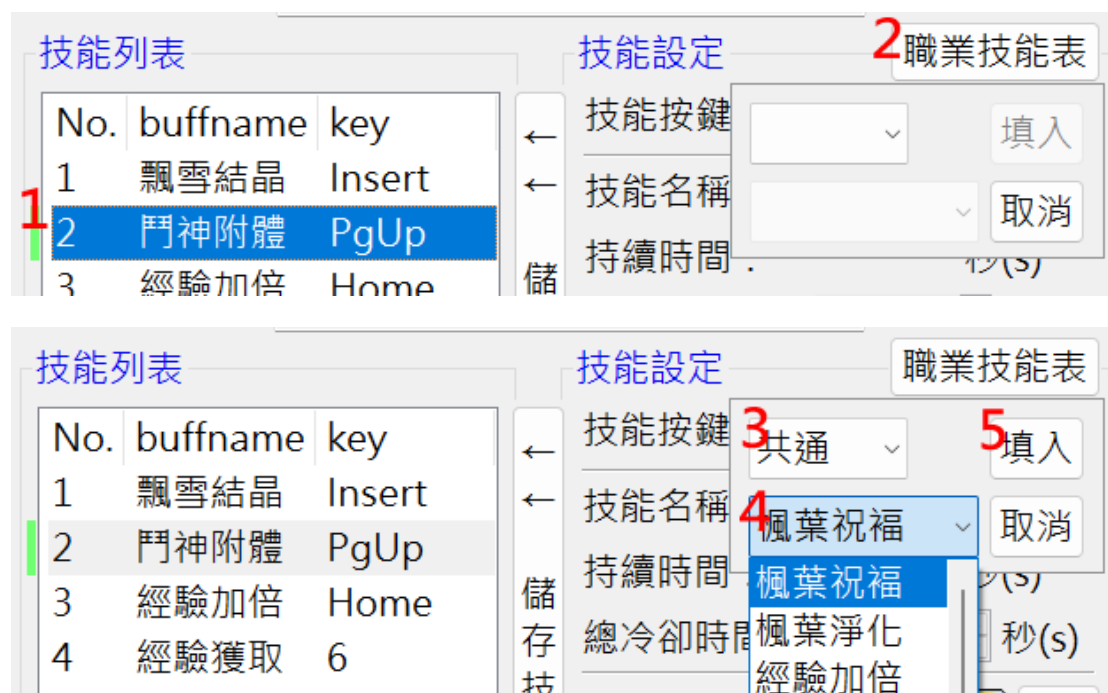 技能列表 技能設定 2 職業技能表
No. buffname key ← 技能按鍵 填入
1 飄雪結晶 Insert ← 技能名稱 取消
1 2 鬥神附體 PgUp 持續時間 : 秒(s)
3 經驗加倍 Home 儲
技能列表 技能設定 職業技能表
No. buffname key ← 技能按鍵 3 共通 5 填入
1 飄雪結晶 Insert ← 技能名稱 4 楓葉祝福 取消
2 鬥神附體 PgUp 持續時間 楓葉祝福 秒(s)
3 經驗加倍 Home 儲 總冷卻時間 楓葉淨化 秒(s)
4 經驗獲取 6 存 經驗加倍
技